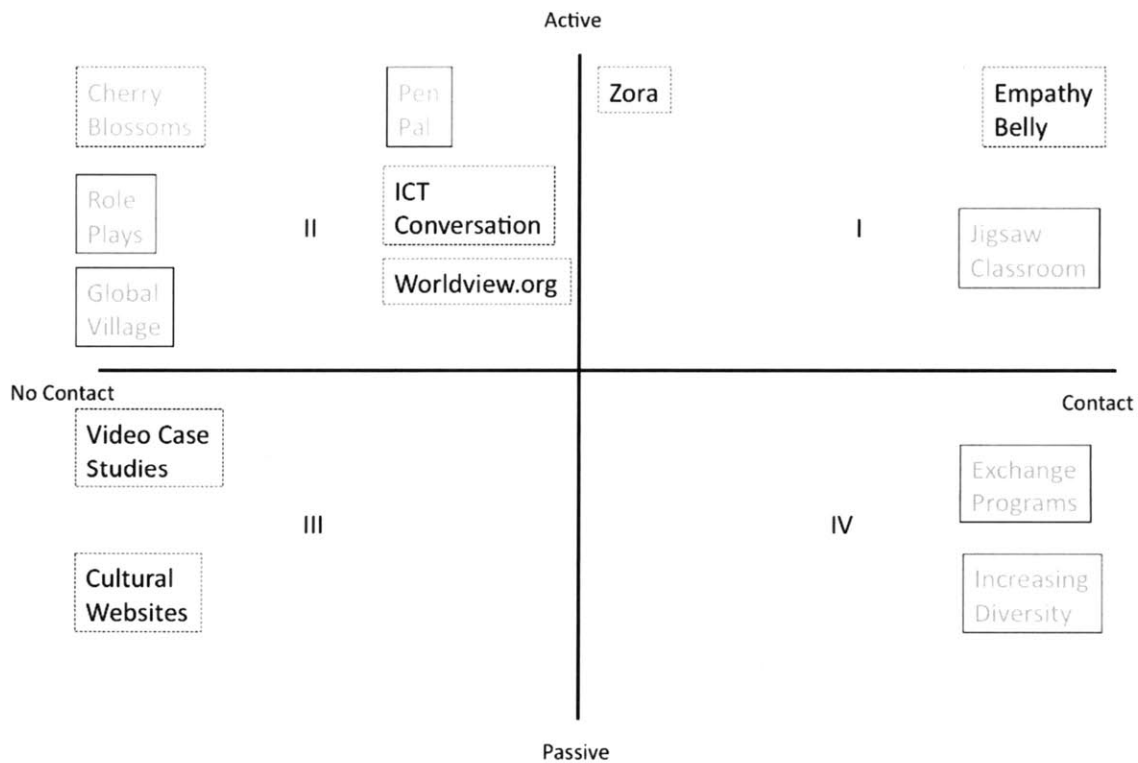 Active
Cherry
Blossoms
Pen
Pal
Zora
Empathy
Belly
Role
Plays
II
ICT
Conversation
I
Jigsaw
Classroom
Global
Village
Worldview.org
No Contact
Contact
Video Case
Studies
Exchange
Programs
III
IV
Cultural
Websites
Increasing
Diversity
Passive